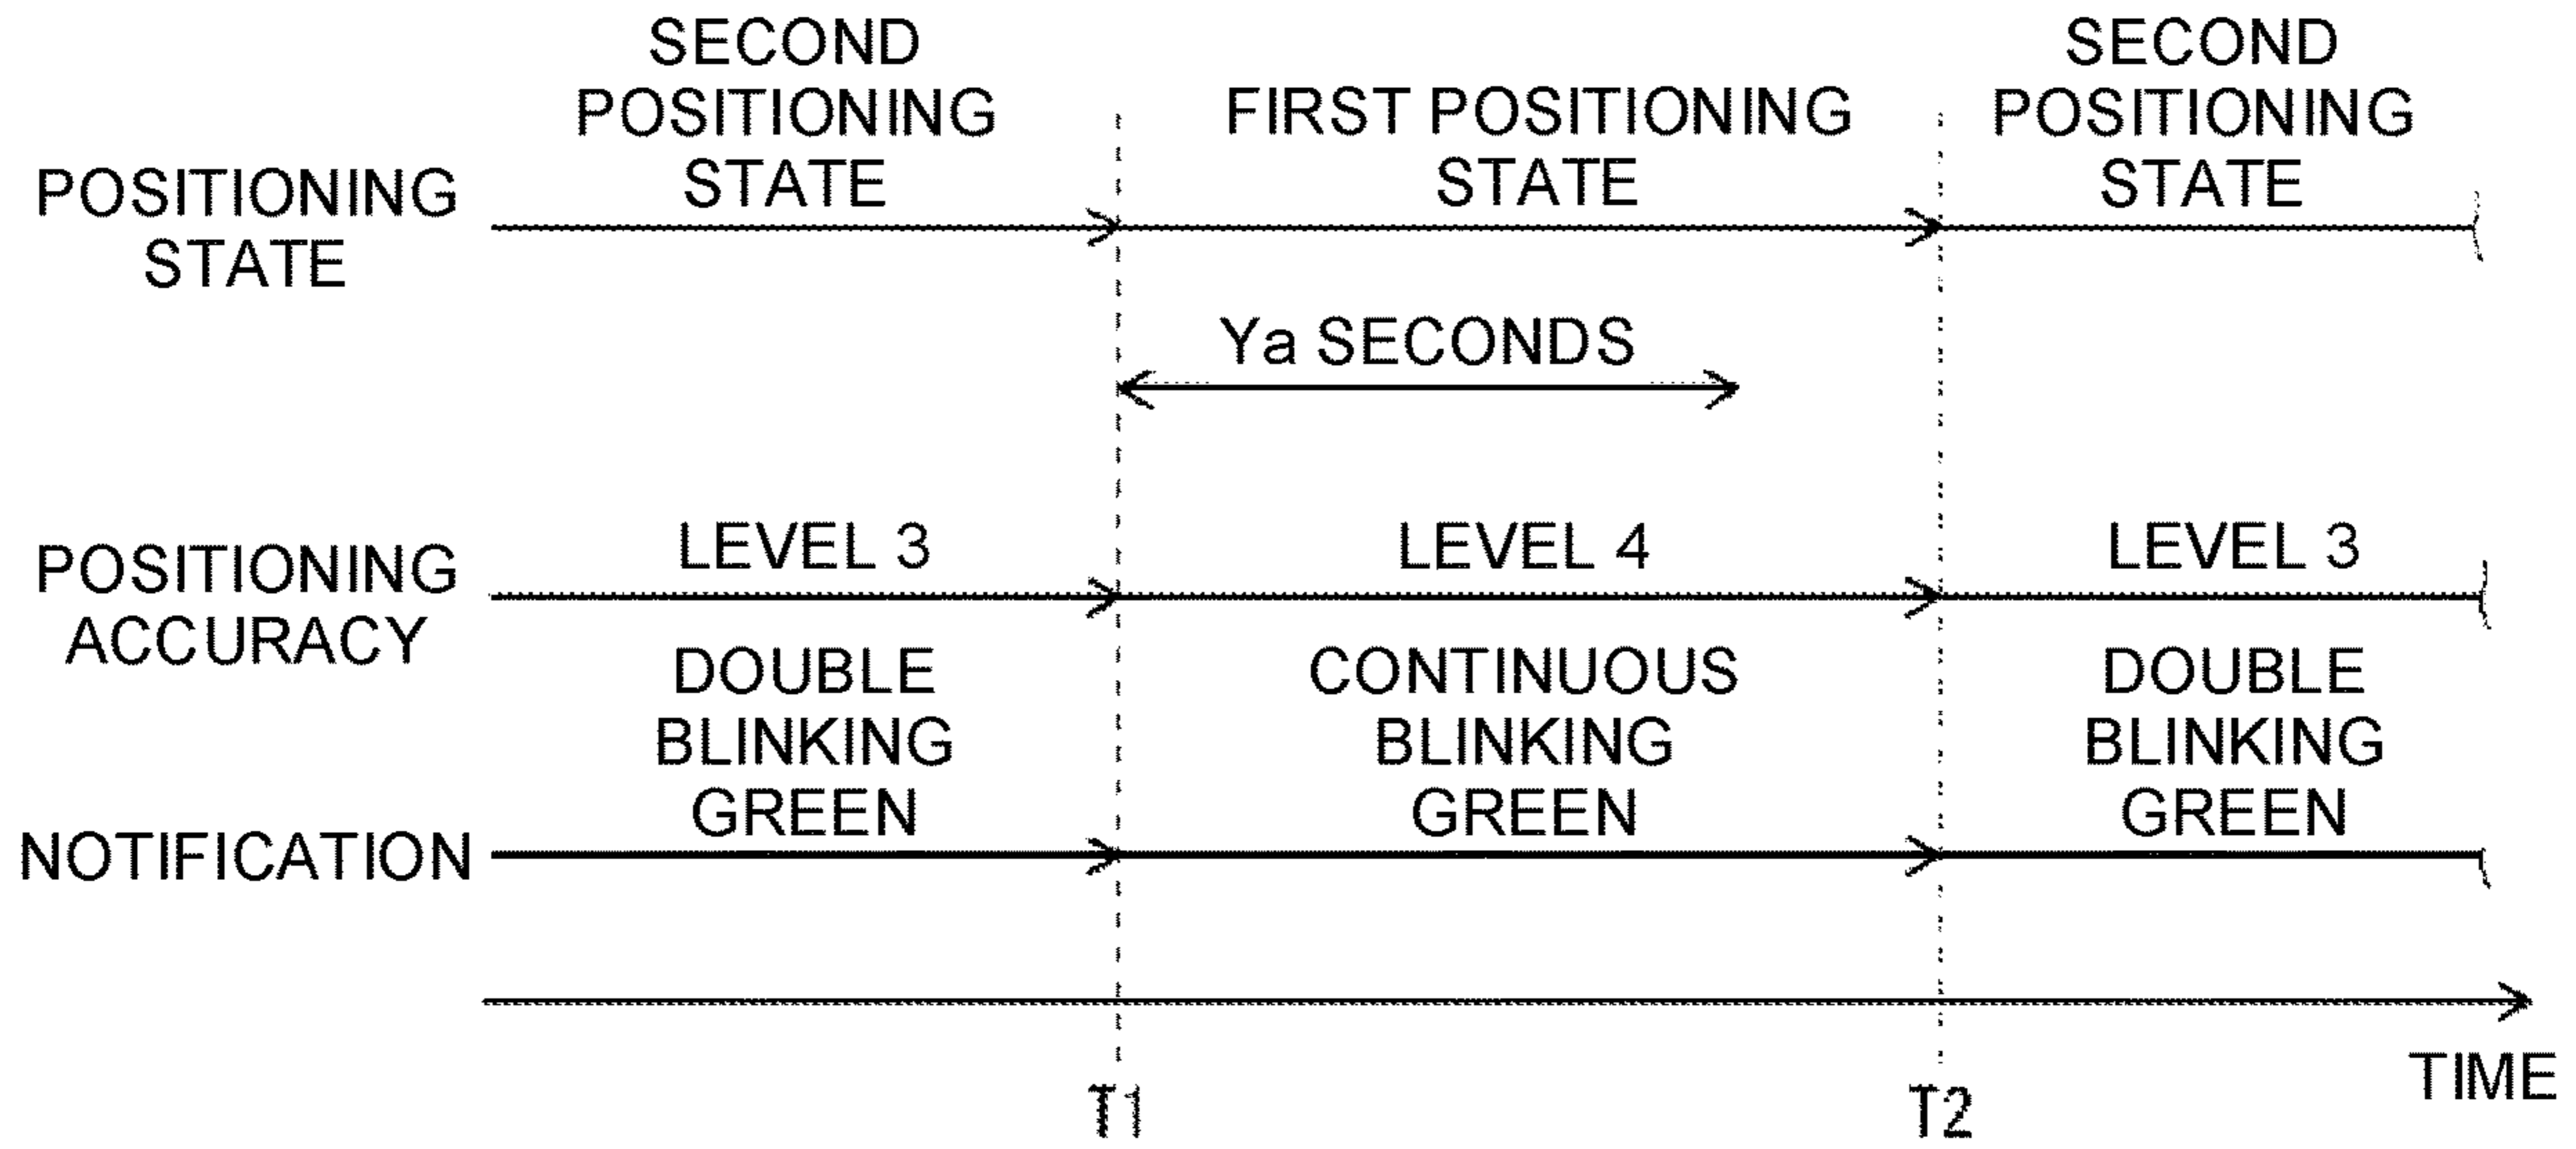 SECOND
POSITIONING
STATE
FIRST POSITIONING
STATE
SECOND
POSITIONING
STATE
POSITIONING
STATE
Ya SECONDS
POSITIONING
ACCURACY
LEVEL 3
LEVEL 4
LEVEL 3
NOTIFICATION
DOUBLE
BLINKING
GREEN
CONTINUOUS
BLINKING
GREEN
DOUBLE
BLINKING
GREEN
T1
T2
TIME